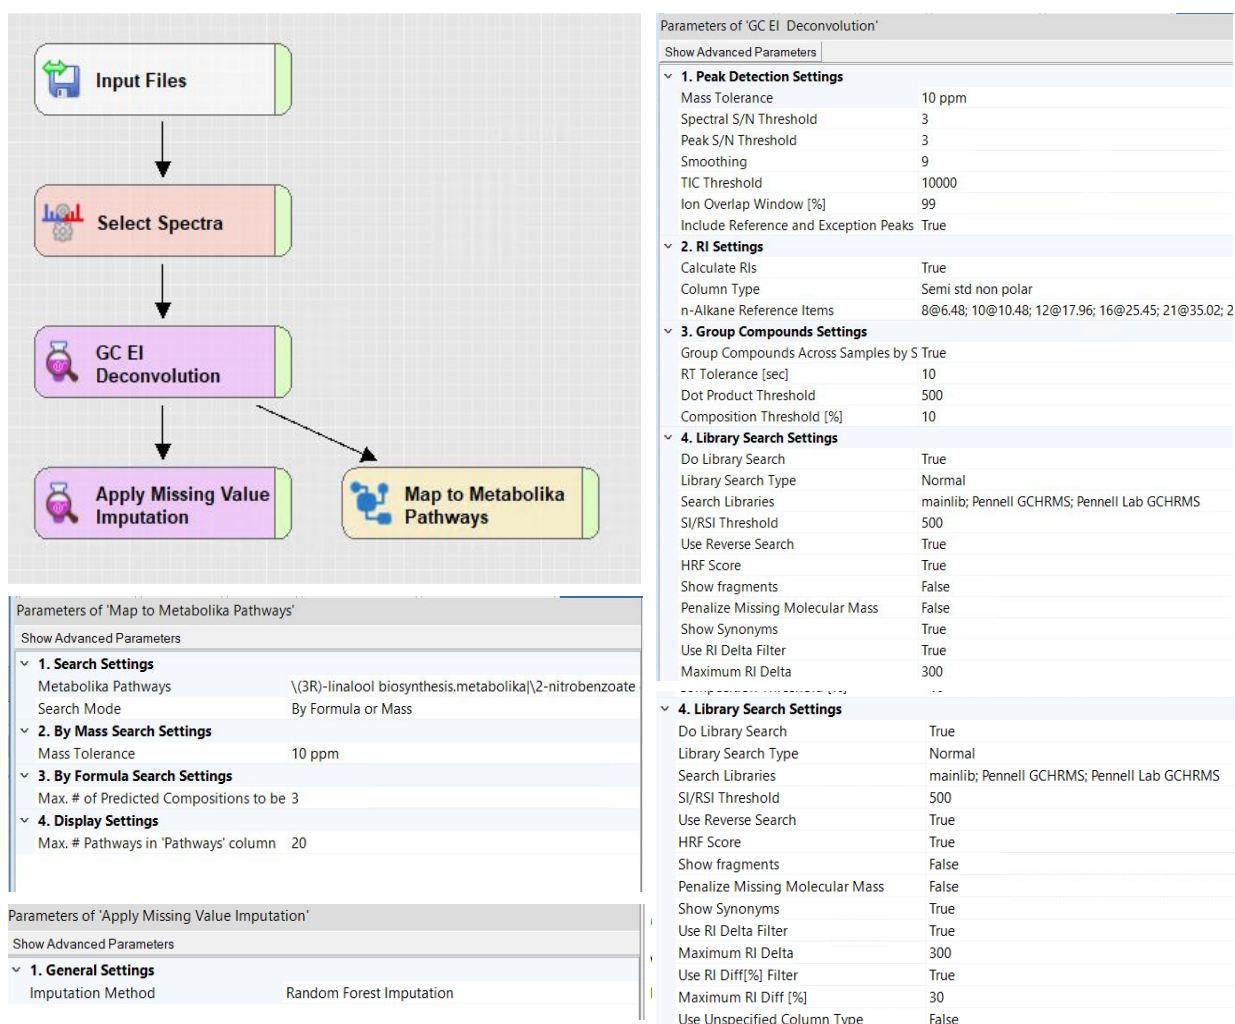 Input Files
Select Spectra
GC EI
Deconvolution
Apply Missing Value
Imputation
Map to Metabolika
Pathways
Parameters of 'Map to Metabolika Pathways'
Show Advanced Parameters
1. Search Settings
Metabolika Pathways \(3R)-linalool biosynthesis.metabolika|\2-nitrobenzoate
Search Mode By Formula or Mass
2. By Mass Search Settings
Mass Tolerance 10 ppm
3. By Formula Search Settings
Max. # of Predicted Compositions to be 3
4. Display Settings
Max. # Pathways in 'Pathways' column 20
Parameters of 'Apply Missing Value Imputation'
Show Advanced Parameters
1. General Settings
Imputation Method Random Forest Imputation
Parameters of 'GC EI Deconvolution'
Show Advanced Parameters
1. Peak Detection Settings
Mass Tolerance 10 ppm
Spectral S/N Threshold 3
Peak S/N Threshold 3
Smoothing 9
TIC Threshold 10000
Ion Overlap Window [%] 99
Include Reference and Exception Peaks True
2. RI Settings
Calculate RIs True
Column Type Semi std non polar
n-Alkane Reference Items 8@6.48; 10@10.48; 12@17.96; 16@25.45; 21@35.02; 2
3. Group Compounds Settings
Group Compounds Across Samples by S True
RT Tolerance [sec] 10
Dot Product Threshold 500
Composition Threshold [%] 10
4. Library Search Settings
Do Library Search True
Library Search Type Normal
Search Libraries mainlib; Pennell GCHRMS; Pennell Lab GCHRMS
SI/RSI Threshold 500
Use Reverse Search True
HRF Score True
Show fragments False
Penalize Missing Molecular Mass False
Show Synonyms True
Use RI Delta Filter True
Maximum RI Delta 300
4. Library Search Settings
Do Library Search True
Library Search Type Normal
Search Libraries mainlib; Pennell GCHRMS; Pennell Lab GCHRMS
SI/RSI Threshold 500
Use Reverse Search True
HRF Score True
Show fragments False
Penalize Missing Molecular Mass False
Show Synonyms True
Use RI Delta Filter True
Maximum RI Delta 300
Use RI Diff[%] Filter True
Maximum RI Diff [%] 30
Use Unspecified Column Type False